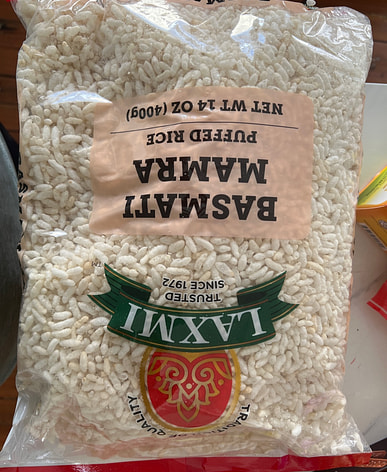 LAXMI
TRUSTED
SINCE 1972
BASMATI
MAMRA
PUFFED RICE
NET WT 14 OZ (400g)